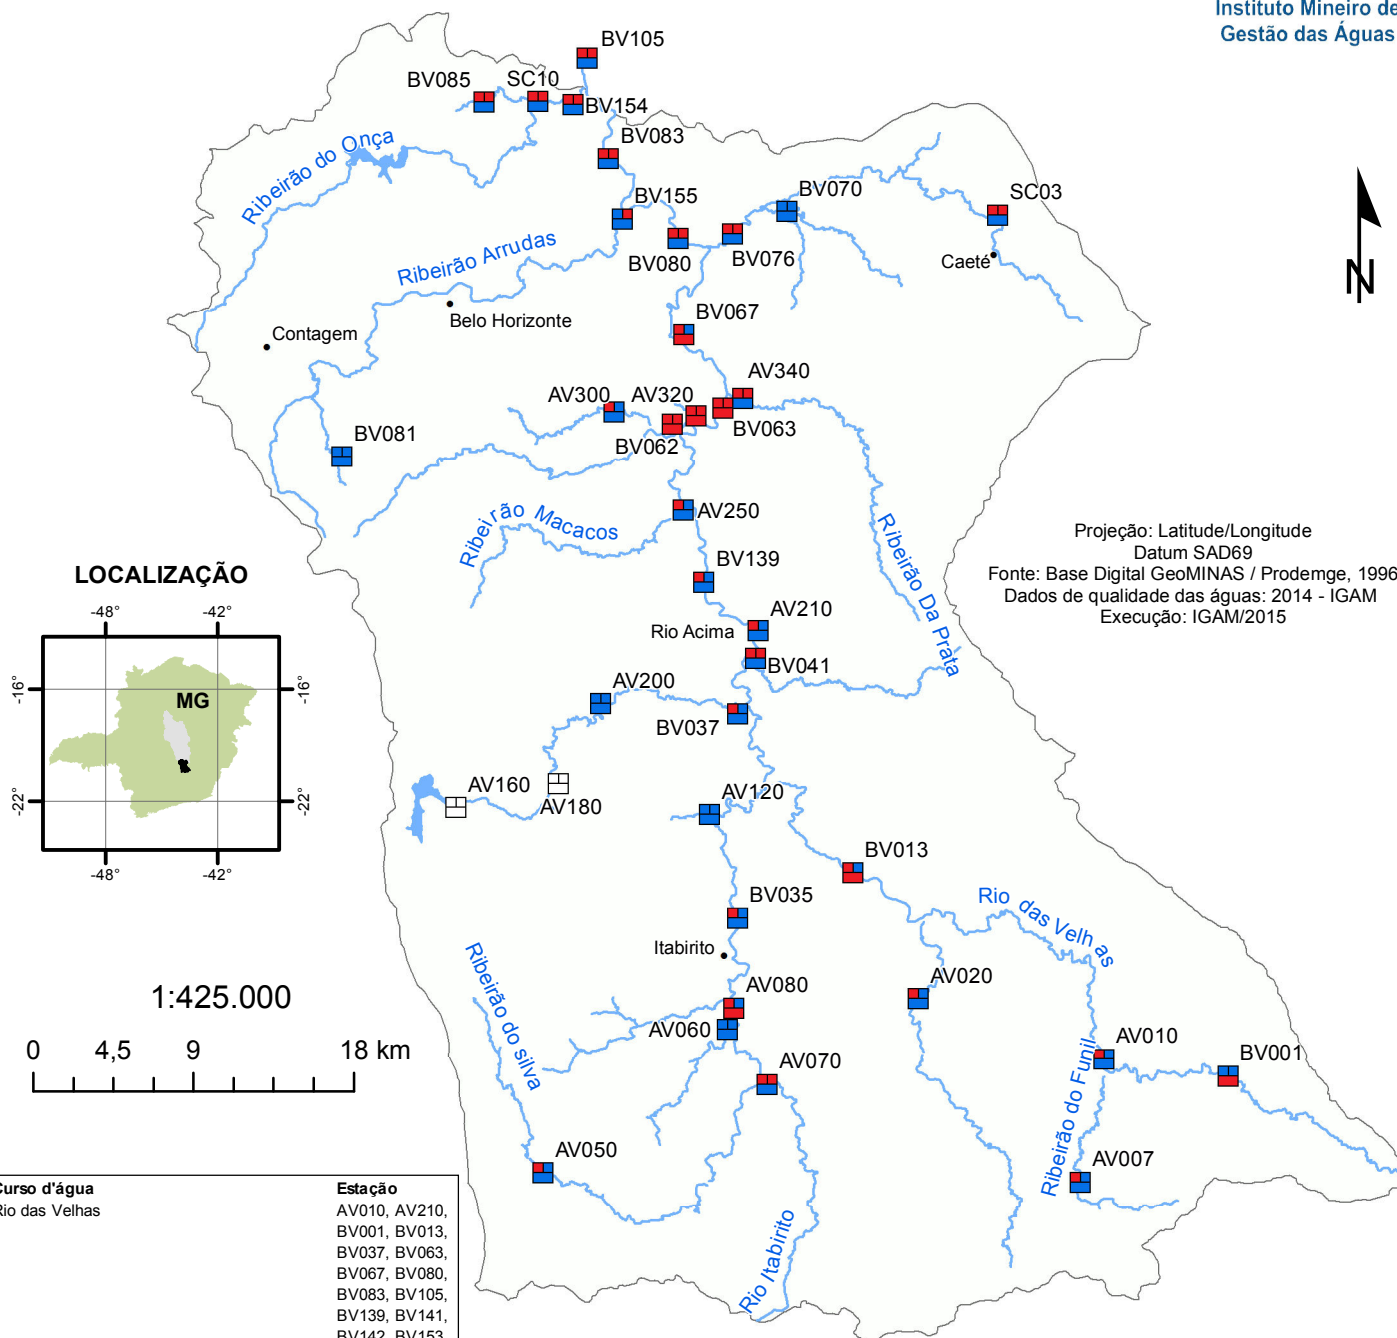 Instituto Mineiro de
Gestão das Águas
BV105
BV085
SC10
BV154
BV083
Ribeirão do Onça
BV155
BV070
SC03
BV080
BV076
Caeté
Ribeirão Arrudas
N
Belo Horizonte
Contagem
BV067
AV340
AV300
AV320
BV063
BV062
BV081
AV250
Ribeirão Macacos
Ribeirão Da Prata
Projeção: Latitude/Longitude
Datum SAD69
Fonte: Base Digital GeoMINAS / Prodemge, 1996
Dados de qualidade das águas: 2014 - IGAM
Execução: IGAM/2015
BV139
LOCALIZAÇÃO
-48°
-42°
-16°
-16°
MG
-22°
-22°
-48°
-42°
AV210
Rio Acima
BV041
AV200
BV037
AV160
AV180
AV120
BV013
BV035
Rio das Velhas
Itabirito
Ribeirão do silva
AV080
AV020
1:425.000
0 4,5 9 18 km
AV060
AV070
AV010
BV001
Ribeirão do Funil
AV050
AV007
Rio Itabirito
Curso d'água Estação
Rio das Velhas AV010, AV210,
BV001, BV013,
BV037, BV063,
BV067, BV080,
BV083, BV105,
BV139, BV141,
BV142, BV153